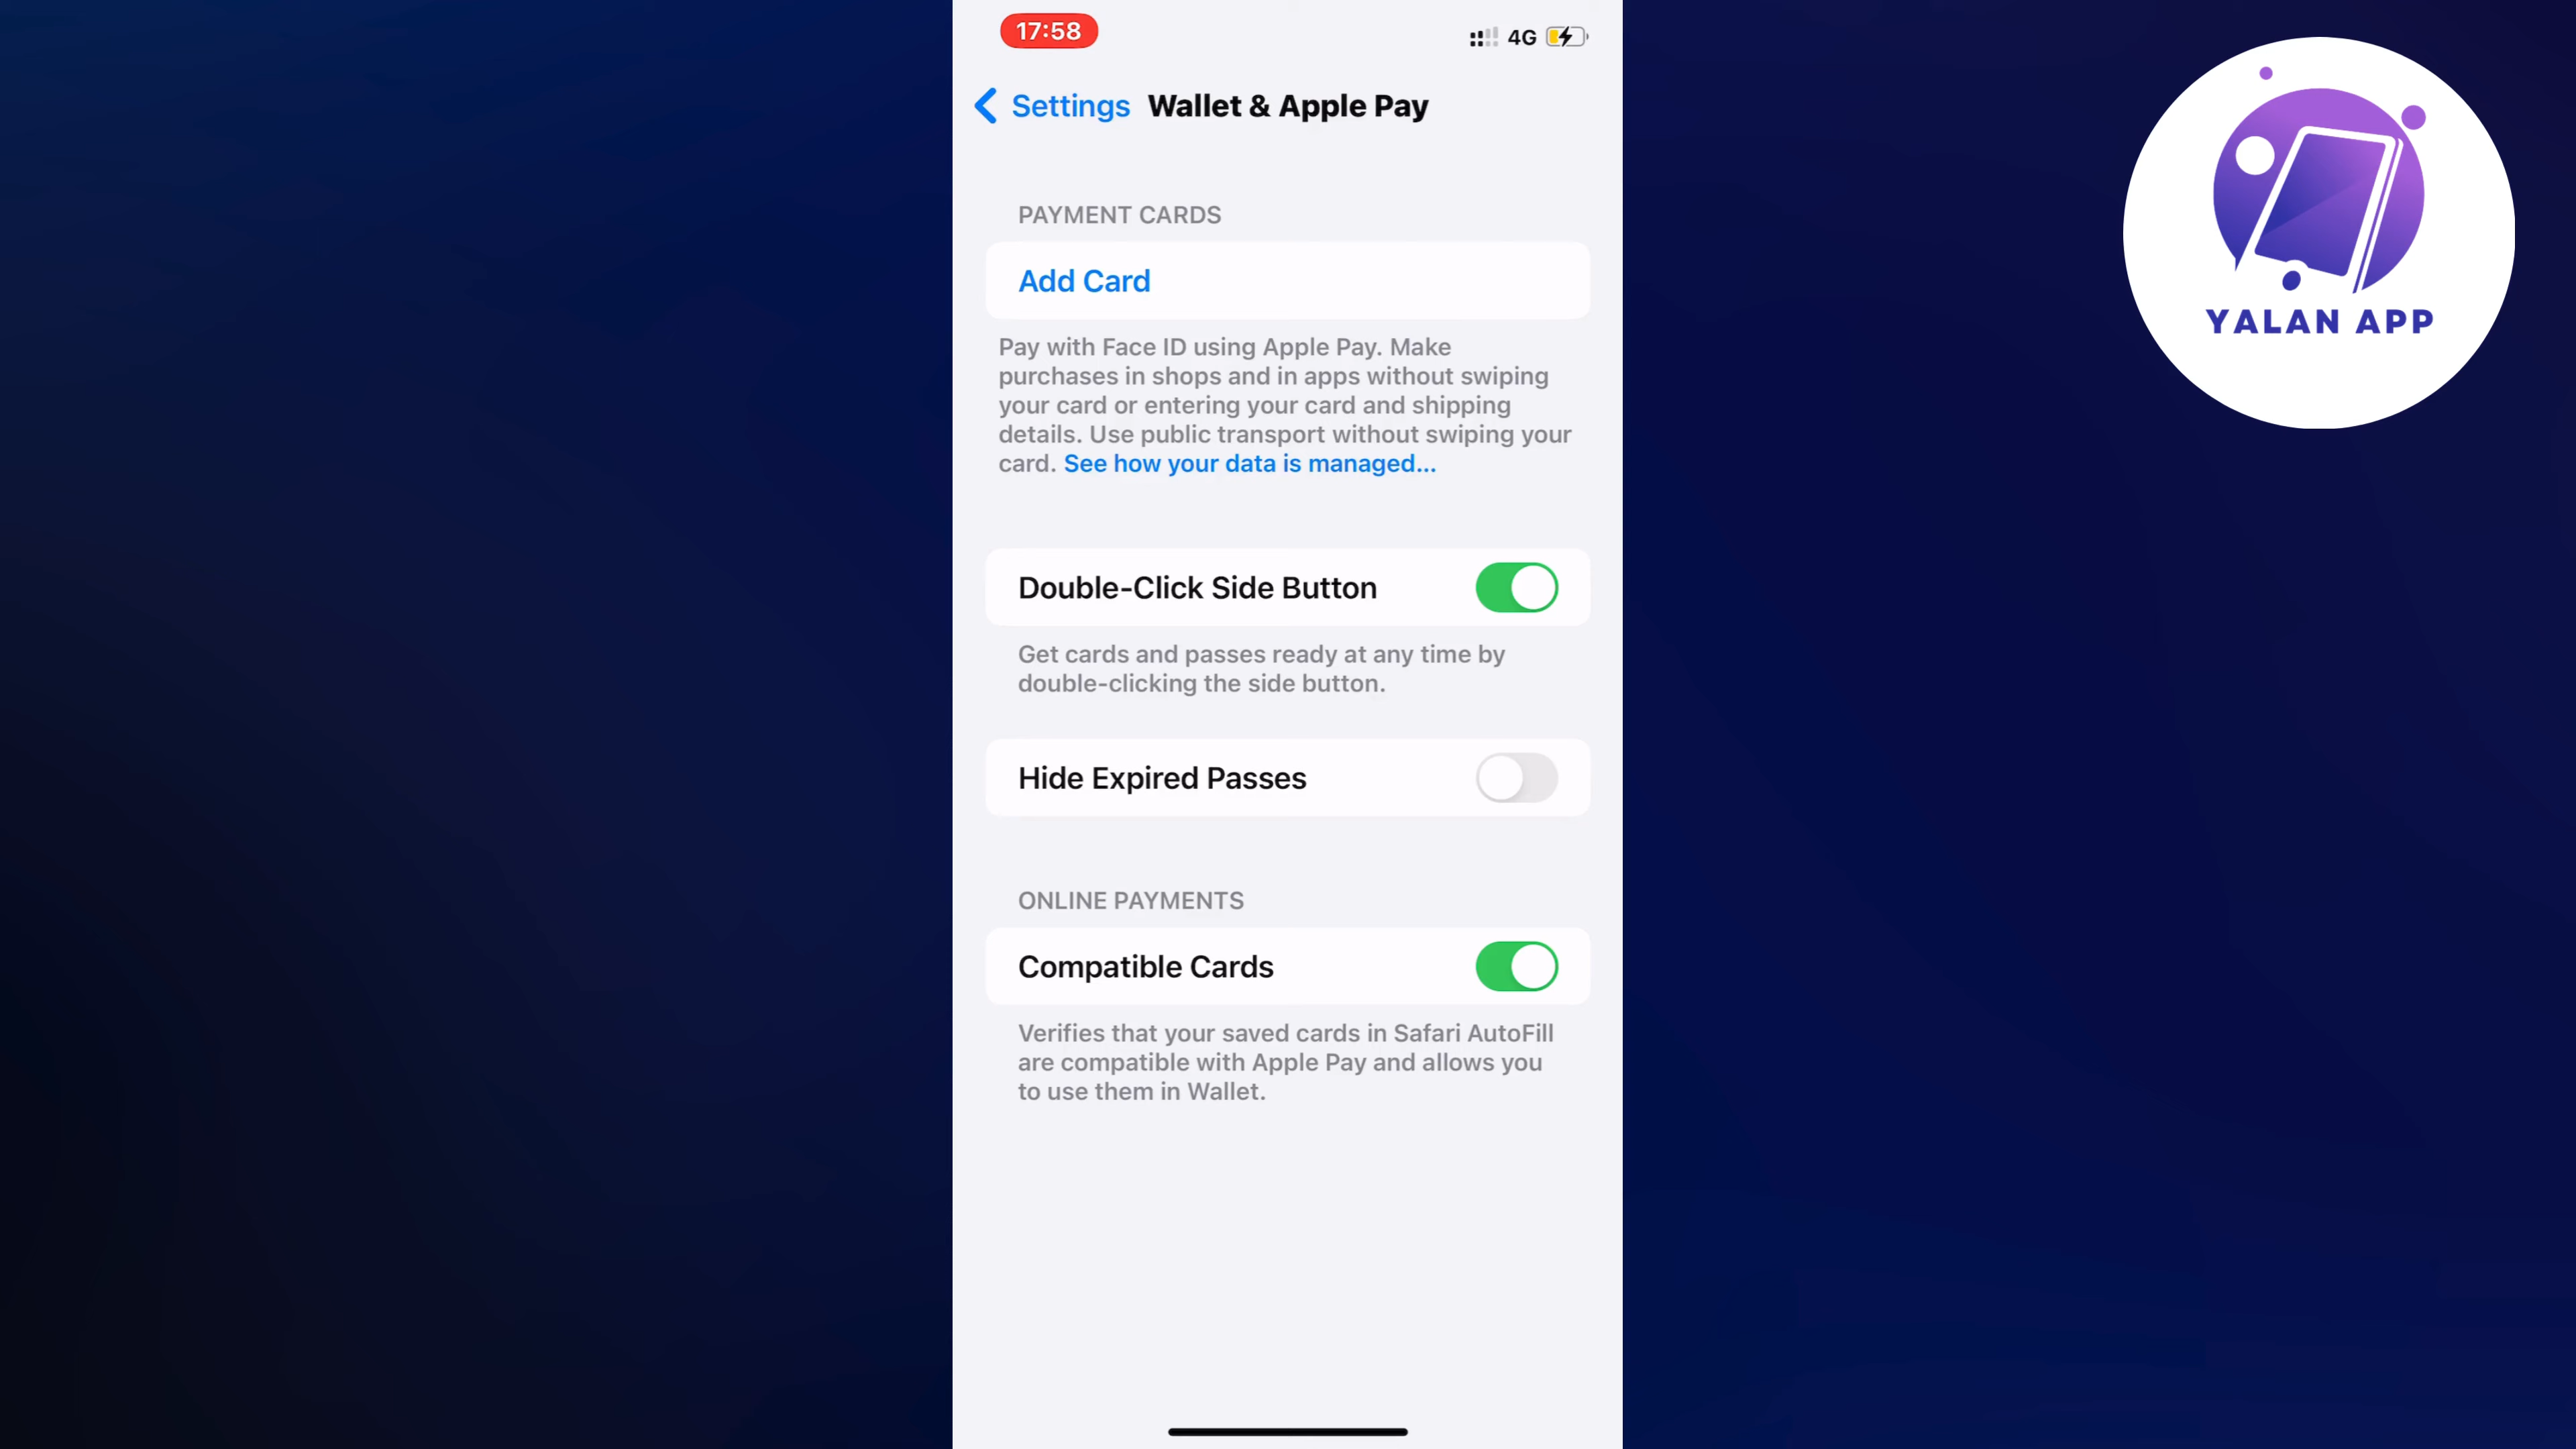 17:58
4G
Settings
Wallet & Apple Pay
YALAN APP
PAYMENT CARDS
Add Card
Pay with Face ID using Apple Pay. Make
purchases in shops and in apps without swiping
your card or entering your card and shipping
details. Use public transport without swiping your
card. See how your data is managed...
Double-Click Side Button
Get cards and passes ready at any time by
double-clicking the side button.
Hide Expired Passes
ONLINE PAYMENTS
Compatible Cards
Verifies that your saved cards in Safari AutoFill
are compatible with Apple Pay and allows you
to use them in Wallet.